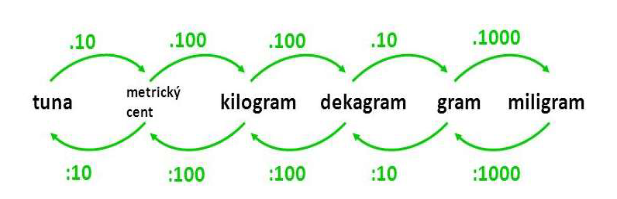 .10 .100 .100 .10 .1000
tuna metrický cent kilogram dekagram gram miligram
:10 :100 :100 :10 :1000